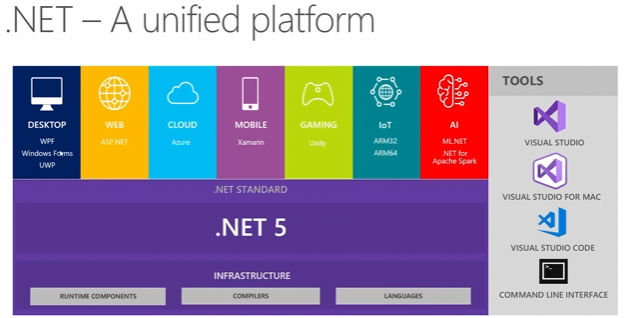 .NET – A unified platform
DESKTOP
WPF
Windows Forms
UWP
WEB
ASP.NET
CLOUD
Azure
MOBILE
Xamarin
GAMING
Unity
IoT
ARM32
ARM64
AI
ML.NET
.NET for
Apache Spark
.NET STANDARD
.NET 5
INFRASTRUCTURE
RUNTIME COMPONENTS
COMPILERS
LANGUAGES
TOOLS
VISUAL STUDIO
VISUAL STUDIO FOR MAC
VISUAL STUDIO CODE
COMMAND LINE INTERFACE